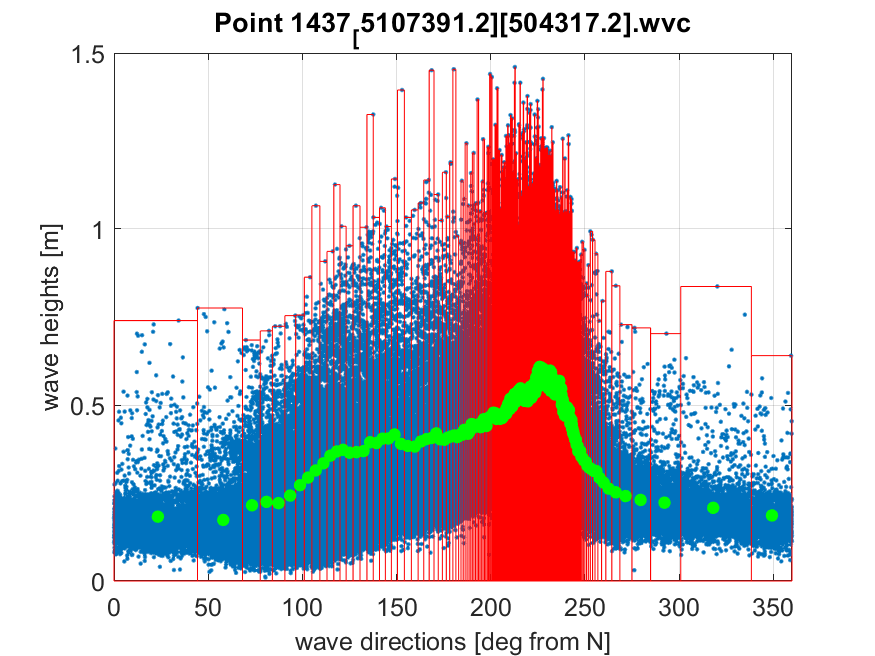 Point 1437[5107391.2][504317.2].wvc
1.5
1
0.5
0
wave heights [m]
0 50 100 150 200 250 300 350
wave directions [deg from N]